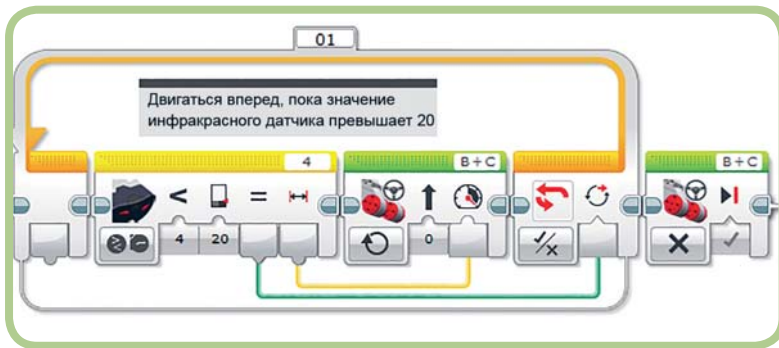 01
Двигаться вперед, пока значение
инфракрасного датчика превышает 20
4 B+C B+C
< =
4 20 0